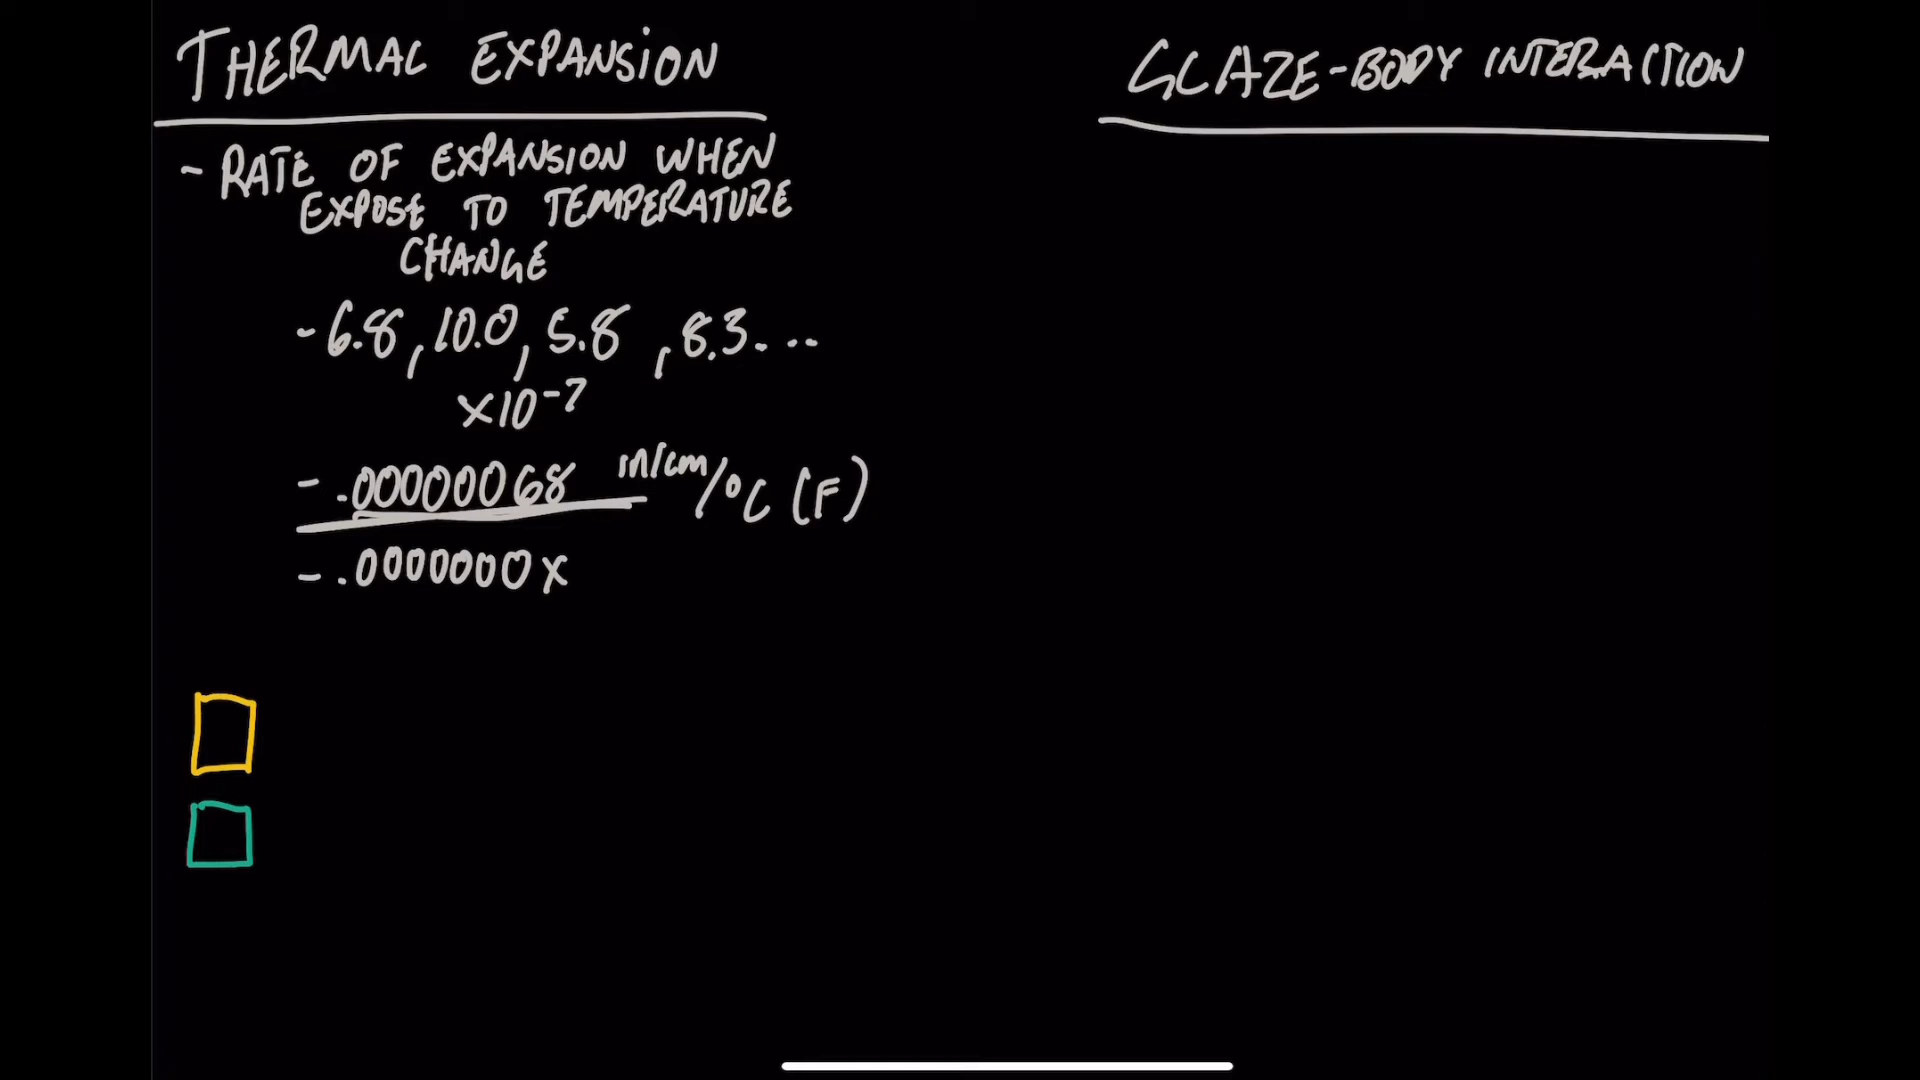 THERMAL EXPANSION
- RATE OF EXPANSION WHEN
EXPOSE TO TEMPERATURE
CHANGE
- 6.8, 10.0, 5.8, 8.3...
x10-7
- .00000068 in/cm/°C (F)
- .0000000x
GLAZE-BODY INTERACTION